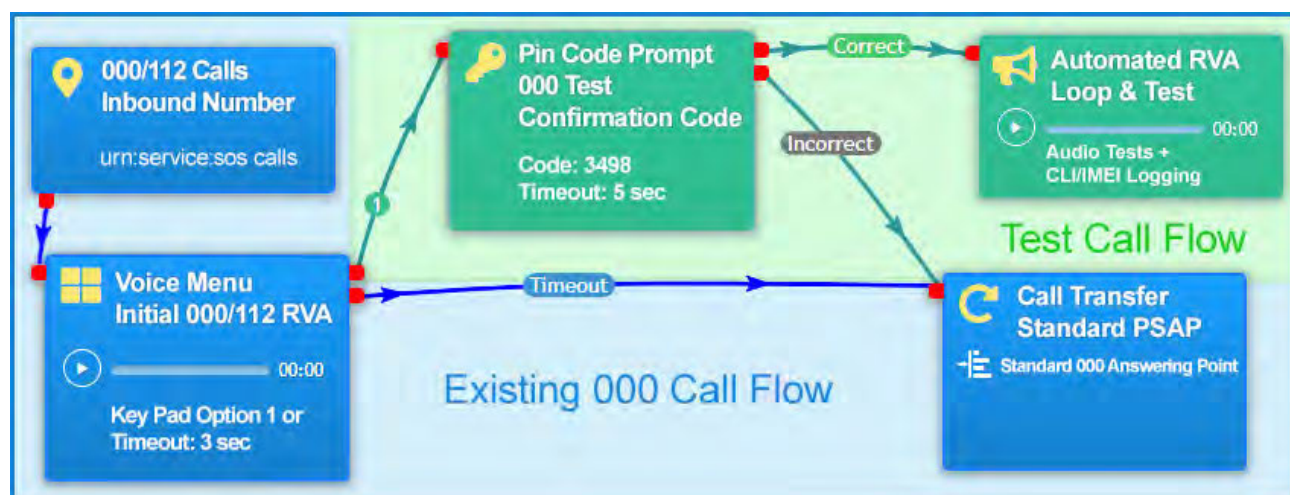 000/112 Calls
Inbound Number
urn:service:sos calls
Voice Menu
Initial 000/112 RVA
00:00
Key Pad Option 1 or
Timeout: 3 sec
1
Pin Code Prompt
000 Test
Confirmation Code
Code: 3498
Timeout: 5 sec
Correct
Incorrect
Timeout
Automated RVA
Loop & Test
00:00
Audio Tests +
CLI/IMEI Logging
Test Call Flow
Call Transfer
Standard PSAP
Standard 000 Answering Point
Existing 000 Call Flow